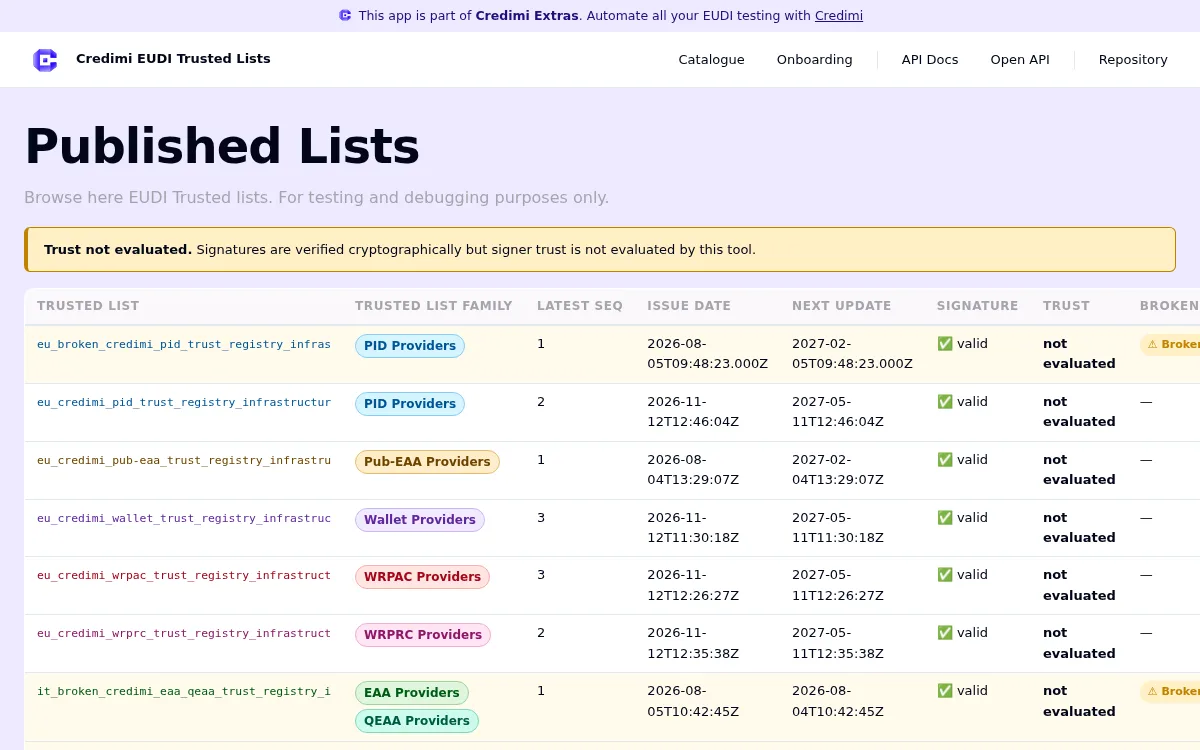 This app is part of Credimi Extras. Automate all your EUDI testing with Credimi
Credimi EUDI Trusted Lists
Catalogue Onboarding API Docs Open API Repository
Published Lists
Browse here EUDI Trusted lists. For testing and debugging purposes only.
Trust not evaluated. Signatures are verified cryptographically but signer trust is not evaluated by this tool.
TRUSTED LIST TRUSTED LIST FAMILY LATEST SEQ ISSUE DATE NEXT UPDATE SIGNATURE TRUST BROKEN
eu_broken_credimi_pid_trust_registry_infras PID Providers 1 2026-08- 2027-02- ✅ valid not ⚠ Broken
05T09:48:23.000Z 05T09:48:23.000Z evaluated
eu_credimi_pid_trust_registry_infrastructur PID Providers 2 2026-11- 2027-05- ✅ valid not —
12T12:46:04Z 11T12:46:04Z evaluated
eu_credimi_pub-eaa_trust_registry_infrastru Pub-EAA Providers 1 2026-08- 2027-02- ✅ valid not —
04T13:29:07Z 04T13:29:07Z evaluated
eu_credimi_wallet_trust_registry_infrastruc Wallet Providers 3 2026-11- 2027-05- ✅ valid not —
12T11:30:18Z 11T11:30:18Z evaluated
eu_credimi_wrpac_trust_registry_infrastruct WRPAC Providers 3 2026-11- 2027-05- ✅ valid not —
12T12:26:27Z 11T12:26:27Z evaluated
eu_credimi_wrprc_trust_registry_infrastruct WRPRC Providers 2 2026-11- 2027-05- ✅ valid not —
12T12:35:38Z 11T12:35:38Z evaluated
it_broken_credimi_eaa_qeaa_trust_registry_i EAA Providers 1 2026-08- 2026-08- ✅ valid not ⚠ Broken
QEAA Providers 05T10:42:45Z 04T10:42:45Z evaluated